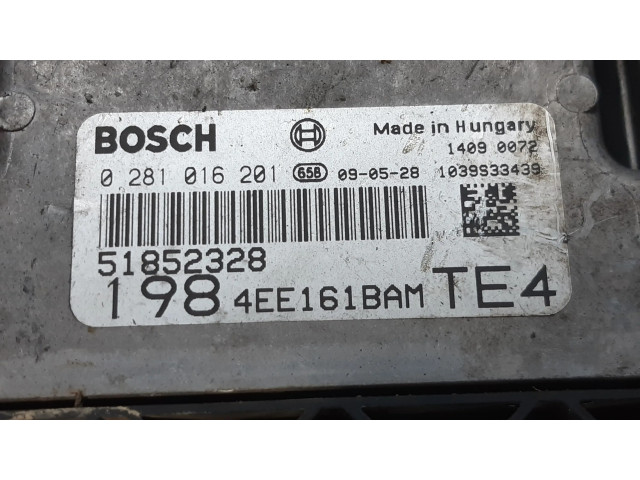 BOSCH Made in Hungary
1409 0072
0 281 016 201 658 09-05-28 1039S33439
51852328
198 4EE161BAM TE4